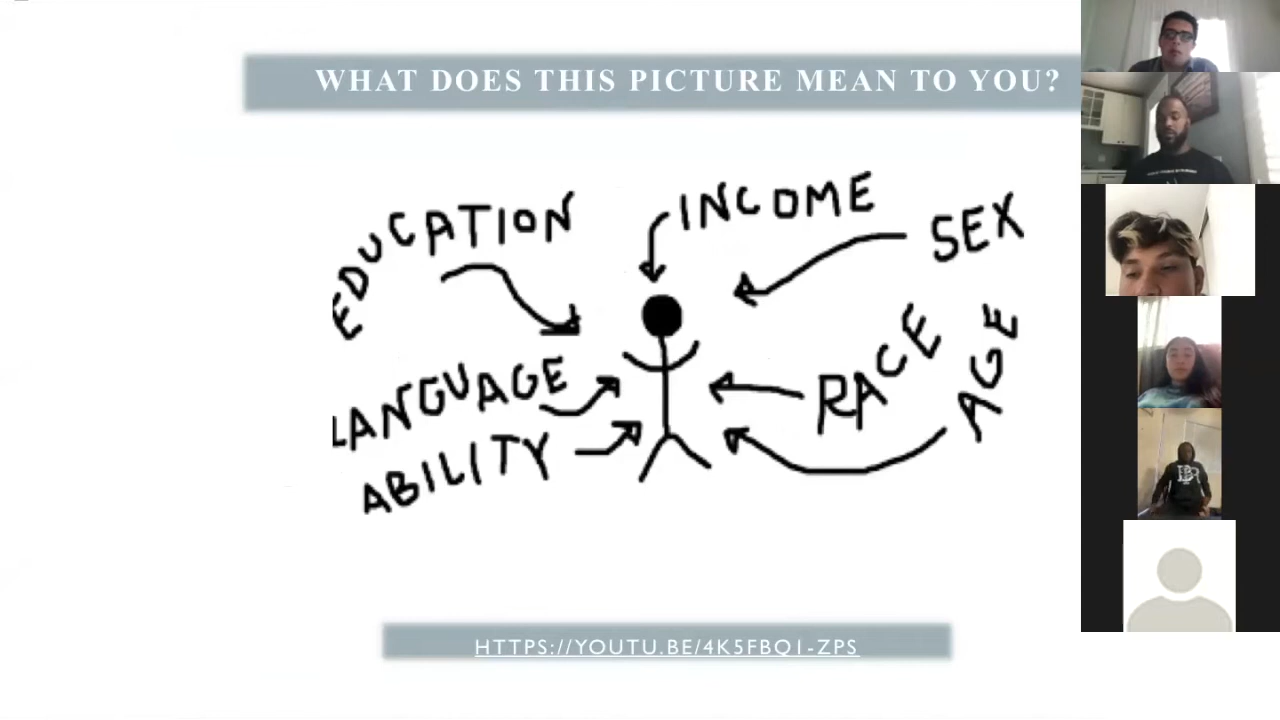 WHAT DOES THIS PICTURE MEAN TO YOU?
EDUCATION
INCOME
SEX
LANGUAGE
RACE
AGE
ABILITY
HTTPS://YOUTU.BE/4K5FBQ1-ZPS